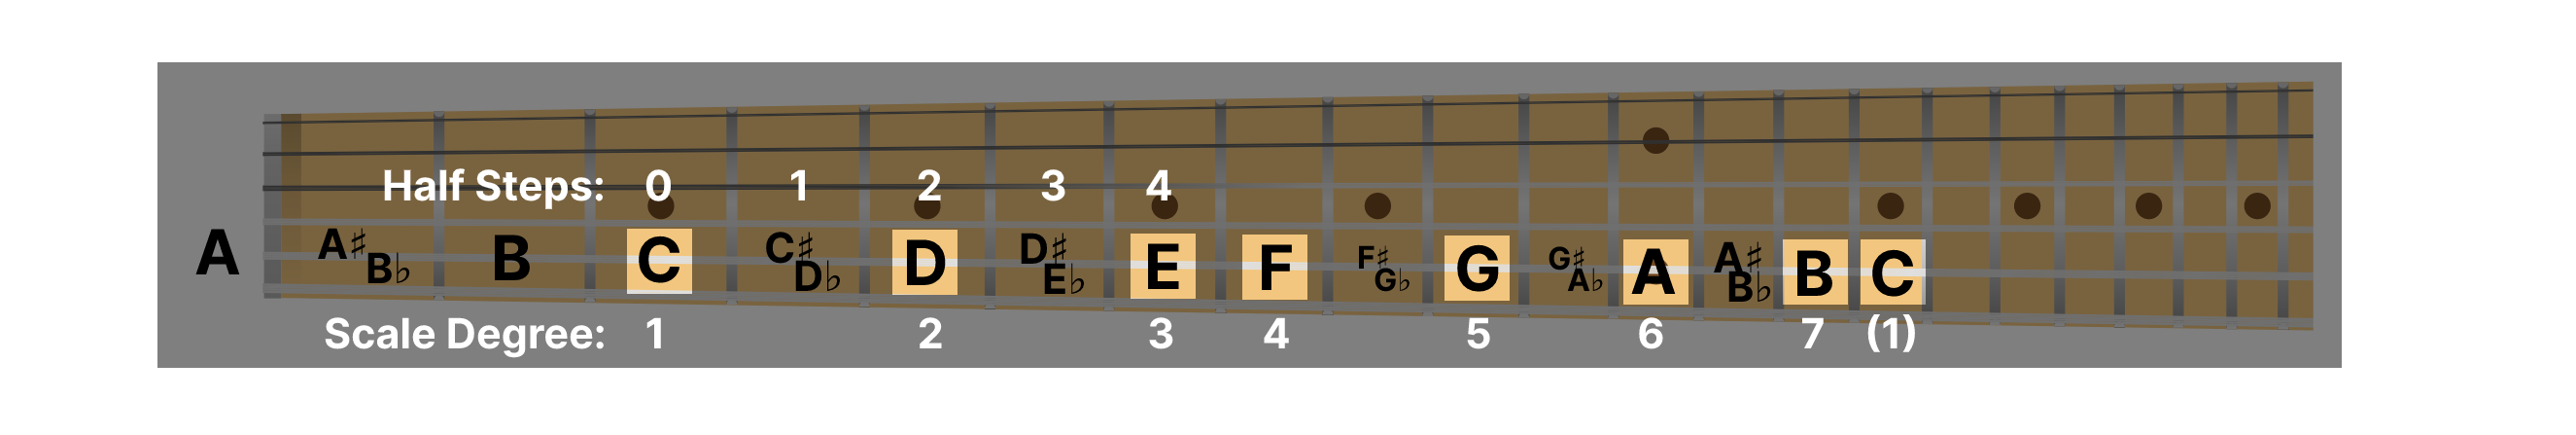 Half Steps: 0 1 2 3 4
A A♯ B♭ B C C♯ D♭ D D♯ E♭ E F F♯ G♭ G G♯ A♭ A A♯ B♭ B C
Scale Degree: 1 2 3 4 5 6 7 (1)